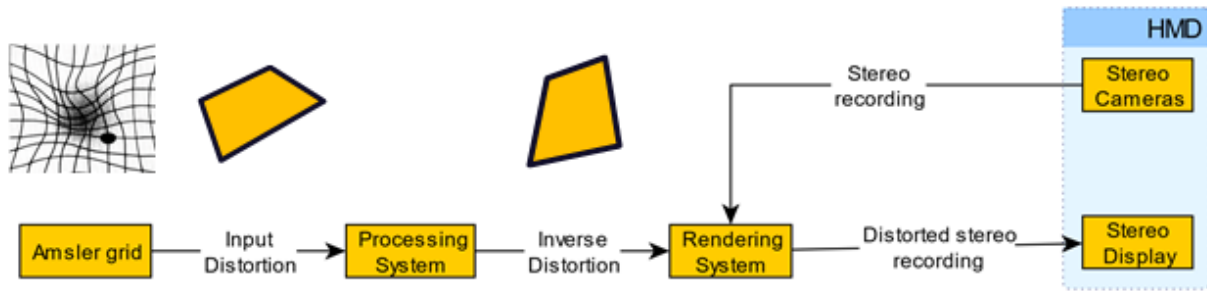 HMD
Stereo
Cameras
Stereo
recording
Amsler grid
Input
Distortion
Processing
System
Inverse
Distortion
Rendering
System
Distorted stereo
recording
Stereo
Display